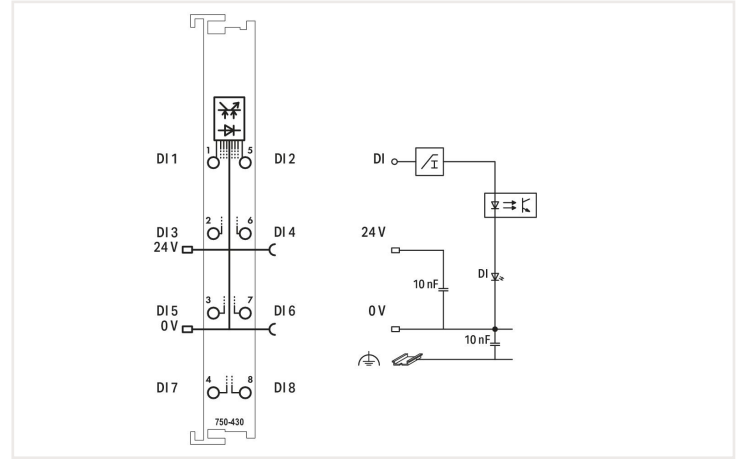 1 5
DI 1 DI 2
2 6
DI 3 DI 4
24 V
3 7
DI 5 DI 6
0 V
4 8
DI 7 DI 8
750-430
DI
I
24 V
DI
10 nF
0 V
10 nF